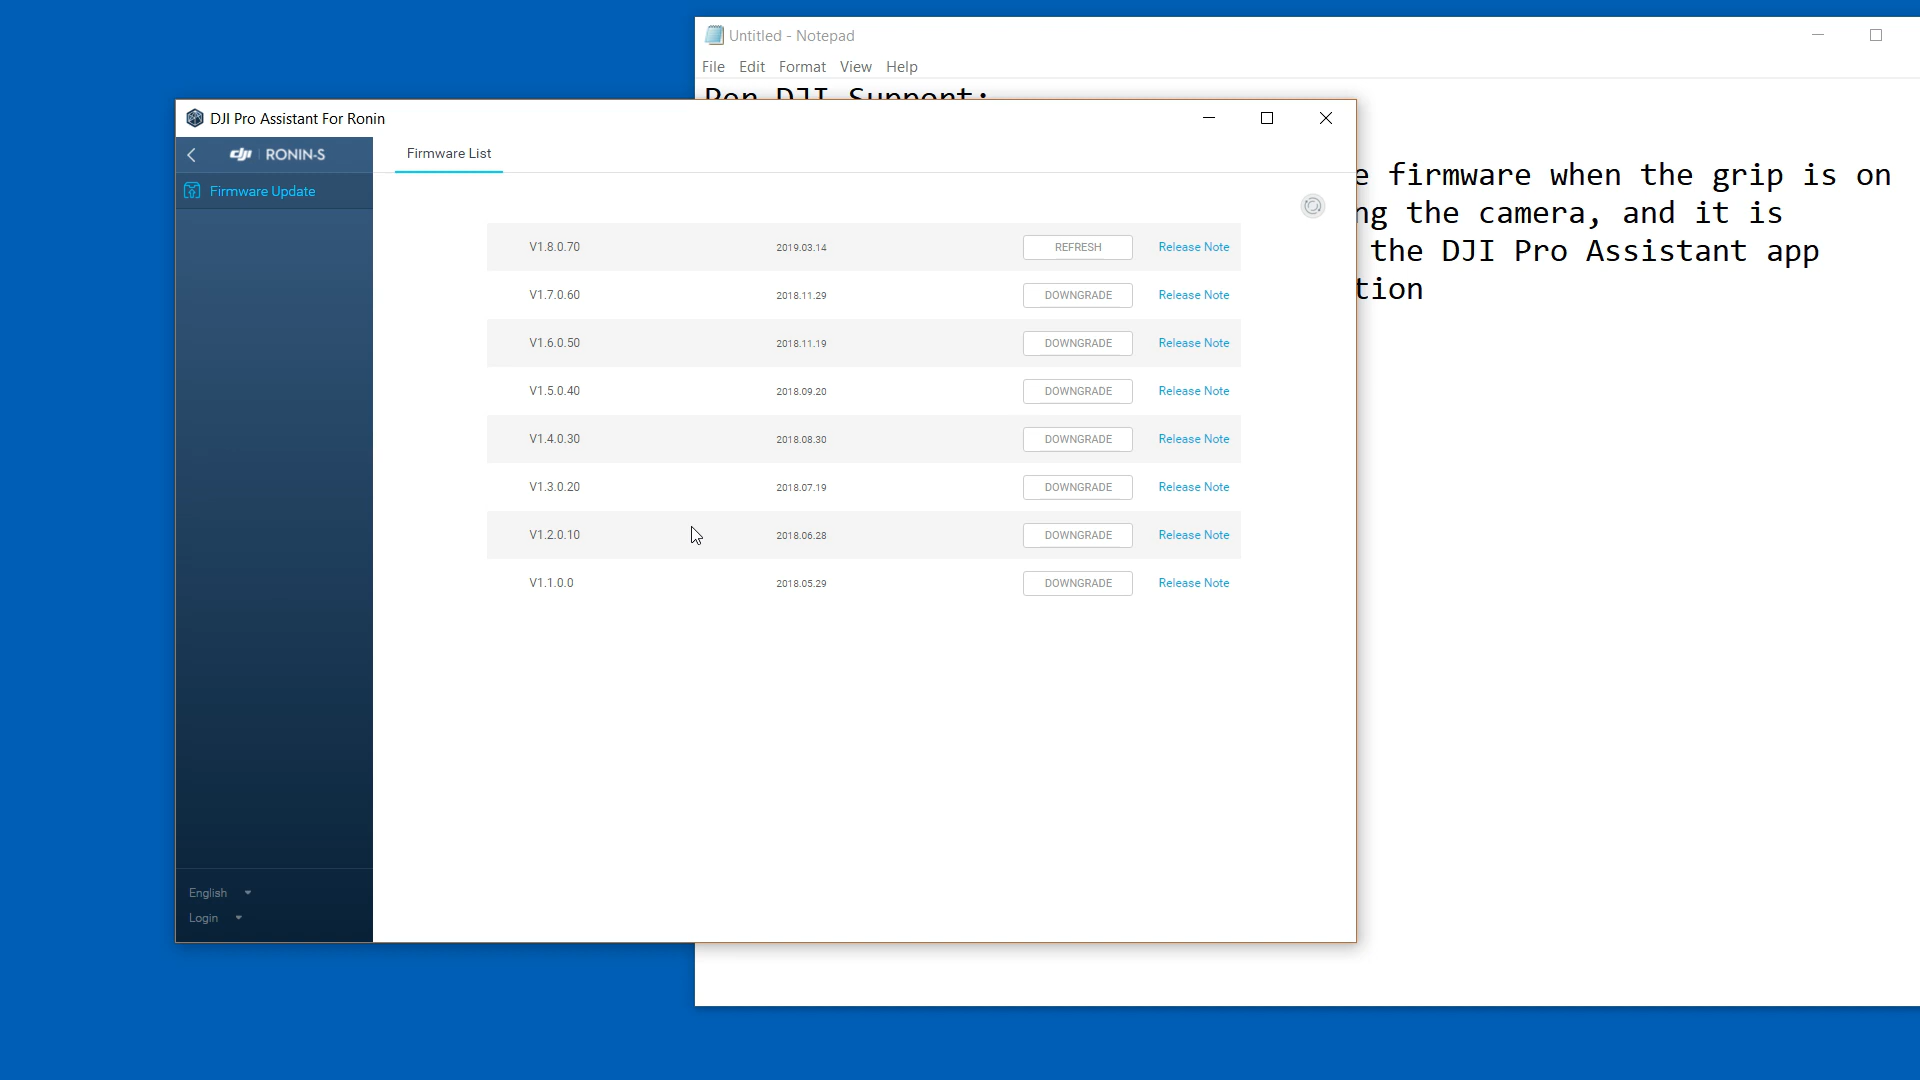 Untitled - Notepad
File Edit Format View Help
DJI Support:
firmware when the grip is on
the camera, and it is
the DJI Pro Assistant app
DJI Pro Assistant For Ronin
dji RONIN-S
Firmware Update
English
Login
Firmware List
V1.8.0.70 2019.03.14 REFRESH Release Note
V1.7.0.60 2018.11.29 DOWNGRADE Release Note
V1.6.0.50 2018.11.19 DOWNGRADE Release Note
V1.5.0.40 2018.09.20 DOWNGRADE Release Note
V1.4.0.30 2018.08.30 DOWNGRADE Release Note
V1.3.0.20 2018.07.19 DOWNGRADE Release Note
V1.2.0.10 2018.06.28 DOWNGRADE Release Note
V1.1.0.0 2018.05.29 DOWNGRADE Release Note